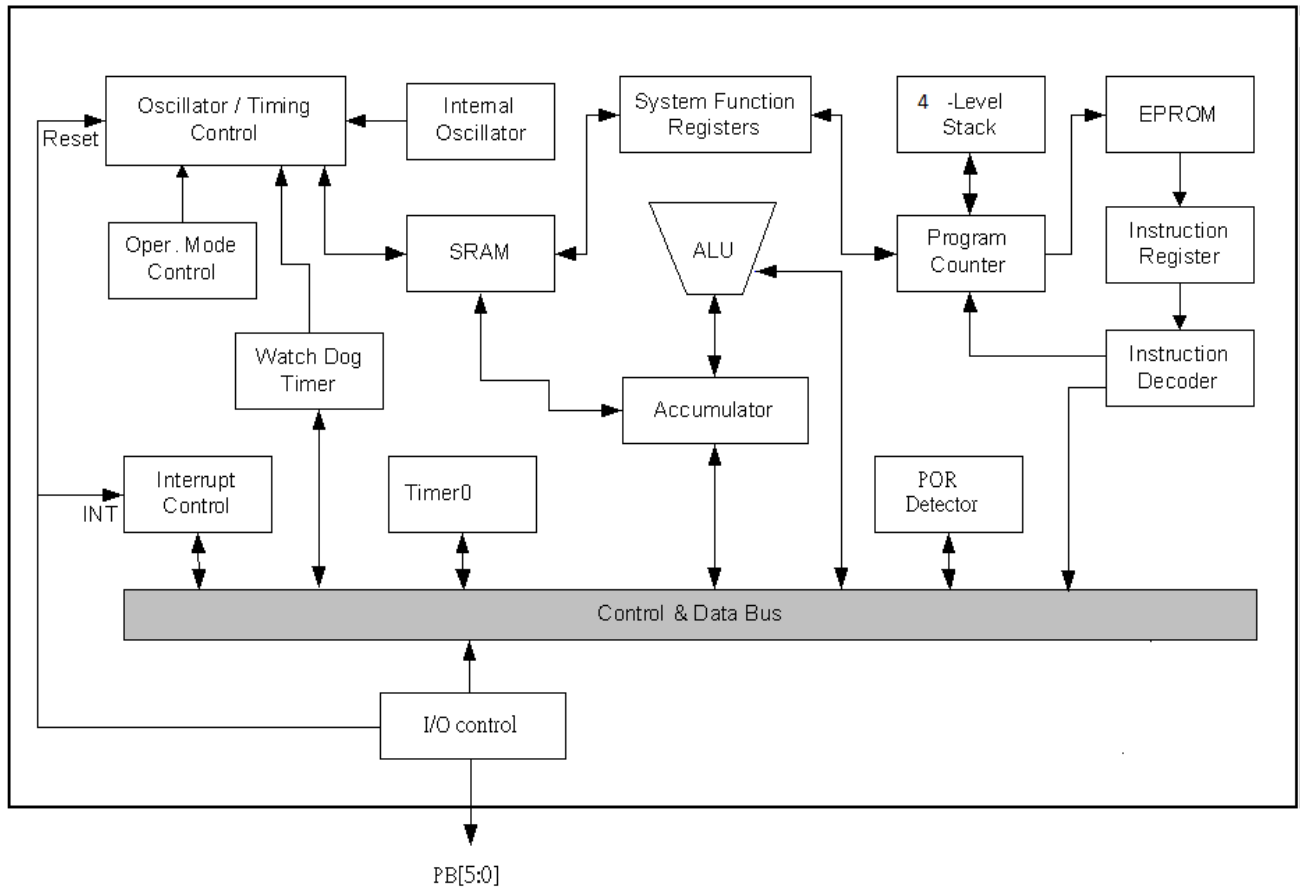 Oscillator / Timing
Control
Reset
Internal
Oscillator
System Function
Registers
4 -Level
Stack
EPROM
Oper. Mode
Control
SRAM
ALU
Program
Counter
Instruction
Register
Watch Dog
Timer
Accumulator
Instruction
Decoder
Interrupt
Control
INT
Timer0
POR
Detector
Control & Data Bus
I/O control
PB[5:0]